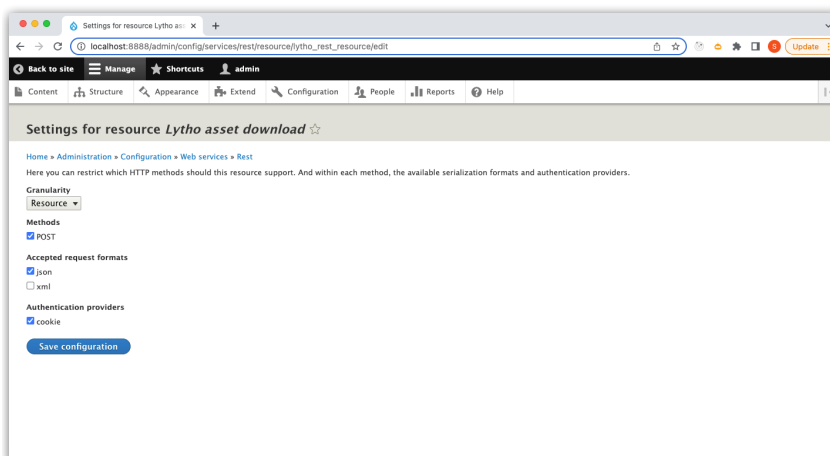 Settings for resource Lytho ass
localhost:8888/admin/config/services/rest/resource/lytho_rest_resource/edit
S
Update
Back to site Manage Shortcuts admin
Content Structure Appearance Extend Configuration People Reports Help
Settings for resource Lytho asset download
Home » Administration » Configuration » Web services » Rest
Here you can restrict which HTTP methods should this resource support. And within each method, the available serialization formats and authentication providers.
Granularity
Resource
Methods
POST
Accepted request formats
json
xml
Authentication providers
cookie
Save configuration